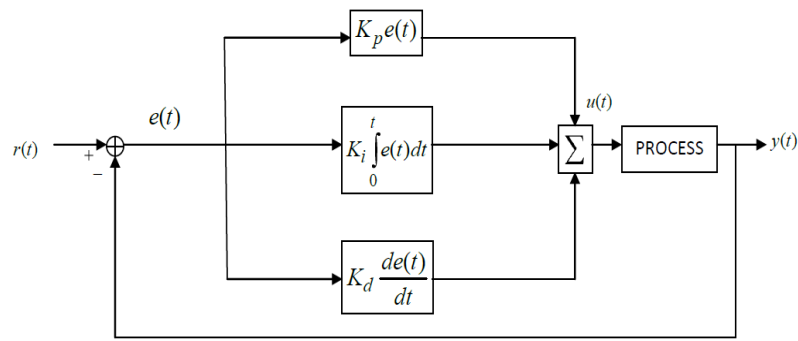 K_p e(t)
u(t)
e(t)
r(t)
+
−
K_i ∫_0^t e(t)dt
Σ
PROCESS
y(t)
K_d de(t)/dt